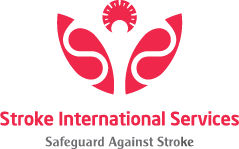 Stroke International Services
Safeguard Against Stroke